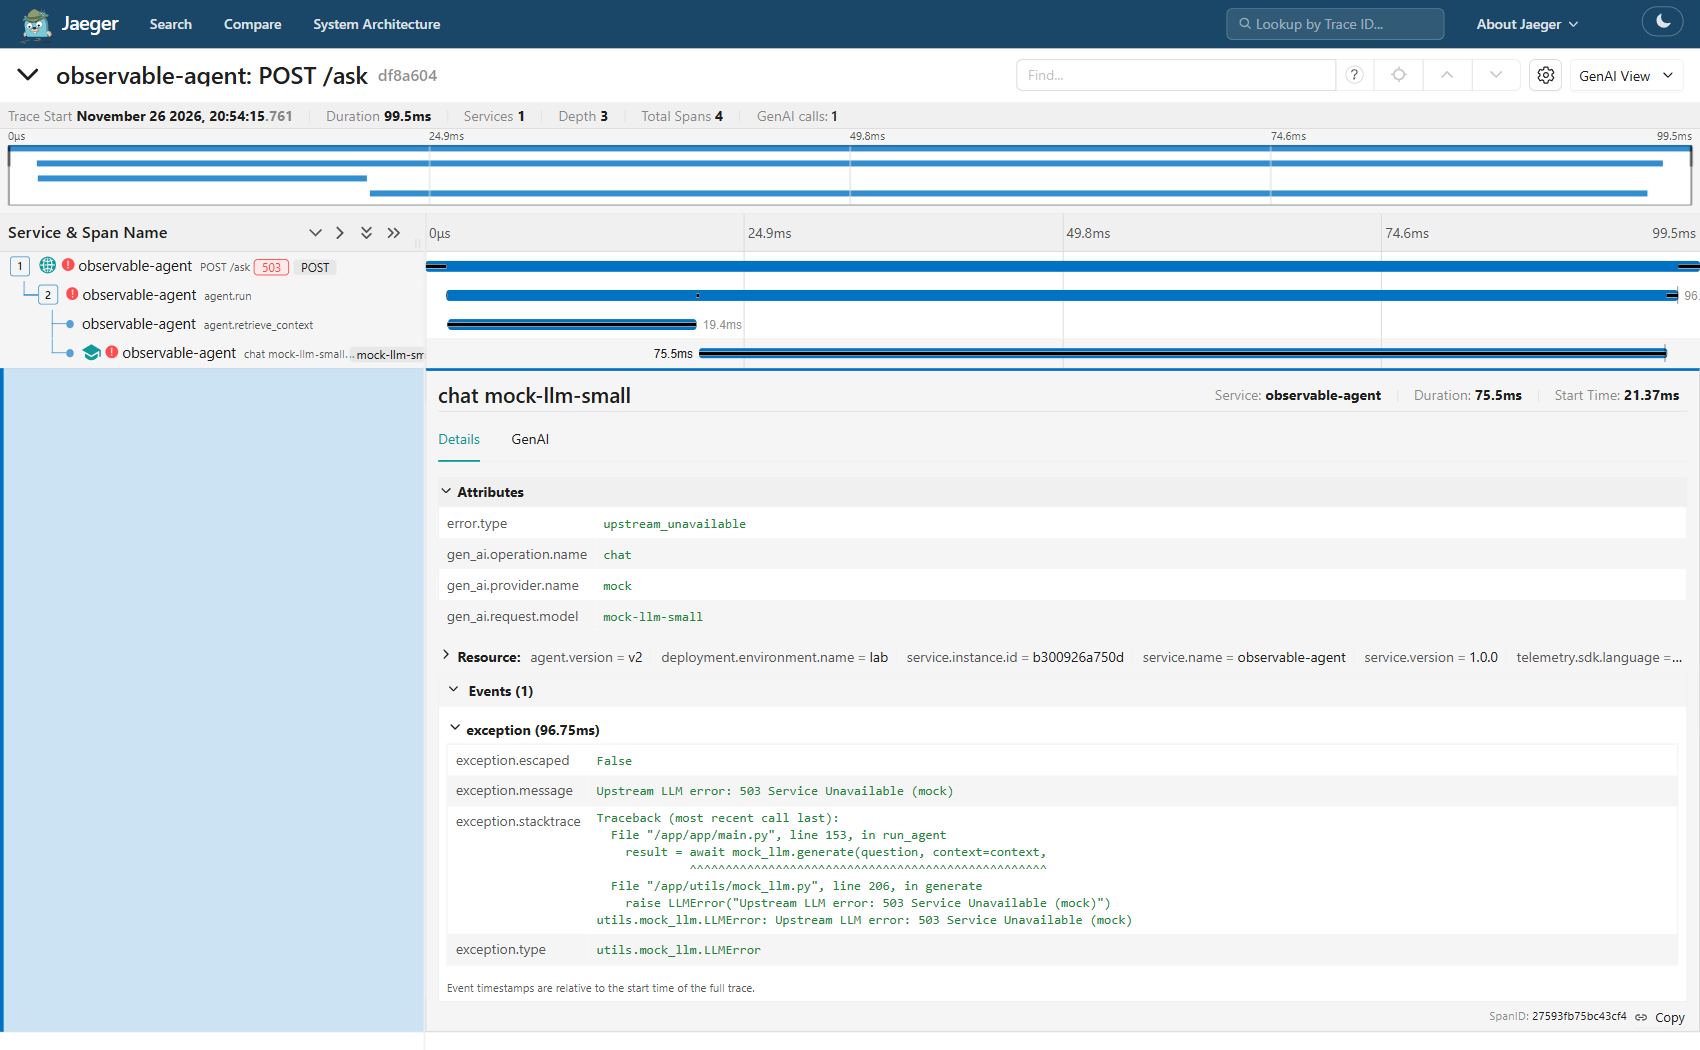 Jaeger Search Compare System Architecture Lookup by Trace ID... About Jaeger
observable-agent: POST /ask df8a604 Find... ? GenAI View
Trace Start November 26 2026, 20:54:15.761 Duration 99.5ms Services 1 Depth 3 Total Spans 4 GenAI calls: 1
0μs 24.9ms 49.8ms 74.6ms 99.5ms
Service & Span Name 0μs 24.9ms 49.8ms 74.6ms 99.5ms
1 observable-agent POST /ask 503 POST
2 observable-agent agent.run 96.
observable-agent agent.retrieve_context 19.4ms
observable-agent chat mock-llm-small... mock-llm-sm 75.5ms
chat mock-llm-small Service: observable-agent Duration: 75.5ms Start Time: 21.37ms
Details GenAI
Attributes
error.type upstream_unavailable
gen_ai.operation.name chat
gen_ai.provider.name mock
gen_ai.request.model mock-llm-small
Resource: agent.version = v2 deployment.environment.name = lab service.instance.id = b300926a750d service.name = observable-agent service.version = 1.0.0 telemetry.sdk.language =...
Events (1)
exception (96.75ms)
exception.escaped False
exception.message Upstream LLM error: 503 Service Unavailable (mock)
exception.stacktrace Traceback (most recent call last):
File "/app/app/main.py", line 153, in run_agent
result = await mock_llm.generate(question, context=context,
^^^^^^^^^^^^^^^^^^^^^^^^^^^^^^^^^^^^^^^^^^^^^^^^^^
File "/app/utils/mock_llm.py", line 206, in generate
raise LLMError("Upstream LLM error: 503 Service Unavailable (mock)")
utils.mock_llm.LLMError: Upstream LLM error: 503 Service Unavailable (mock)
exception.type utils.mock_llm.LLMError
Event timestamps are relative to the start time of the full trace.
SpanID: 27593fb75bc43cf4 Copy